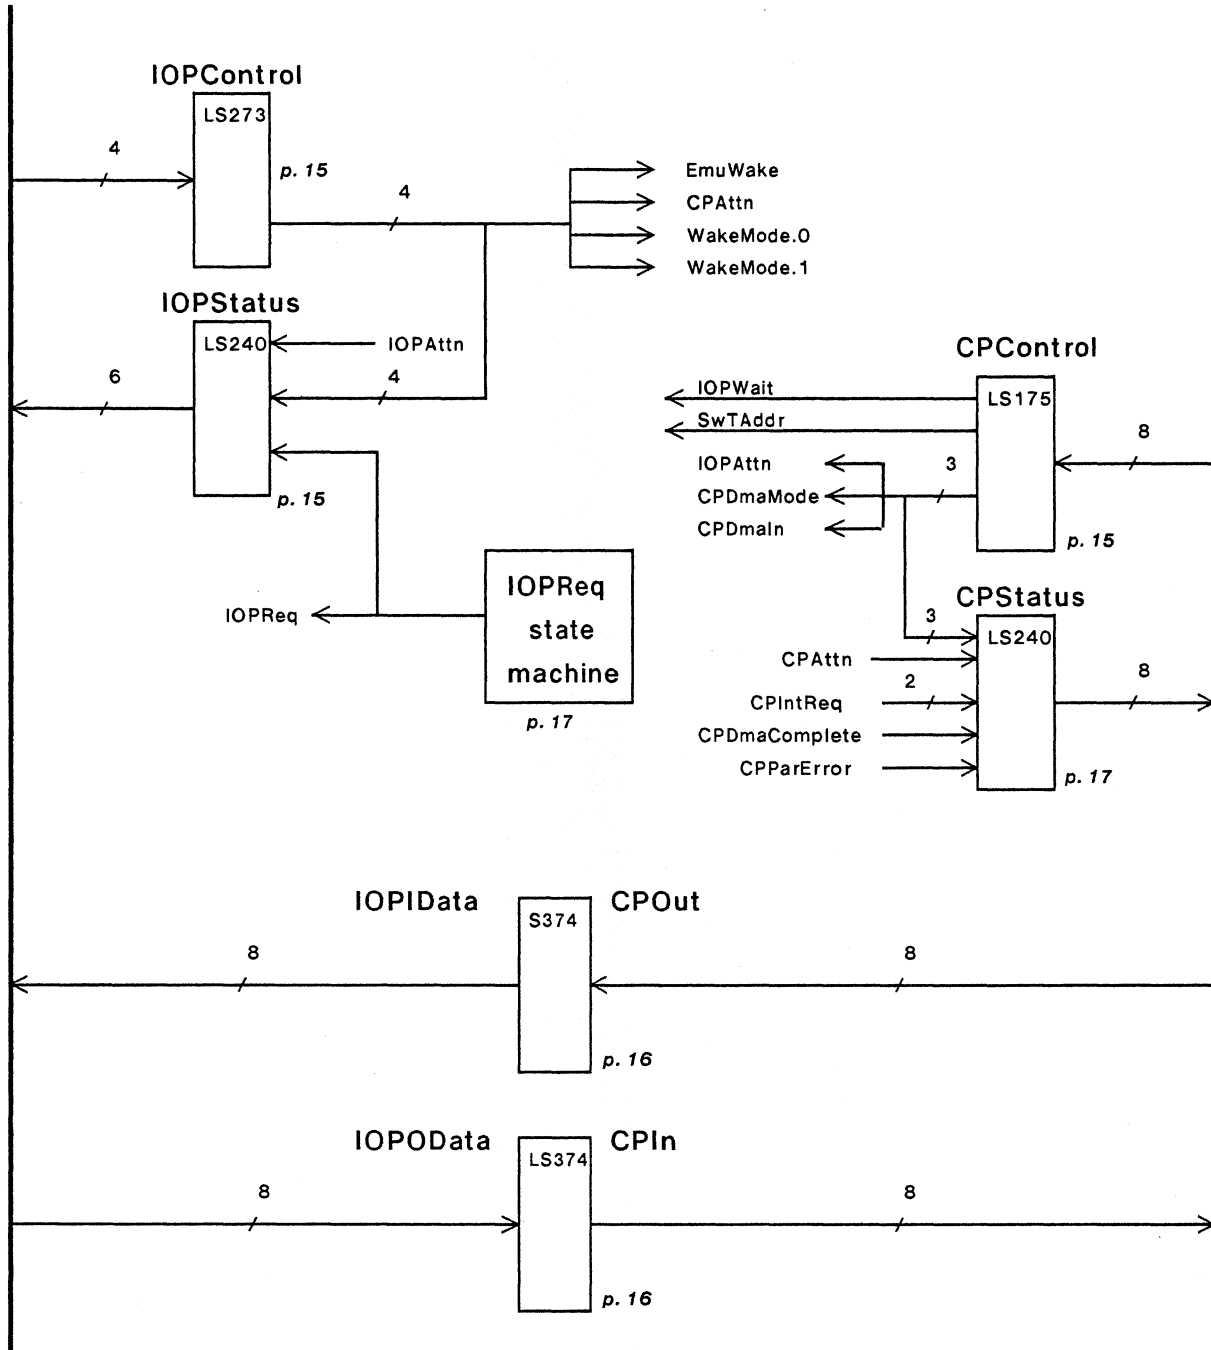 IOPControl
LS273
4
p. 15
4
EmuWake
CPAttn
WakeMode.0
WakeMode.1
IOPStatus
LS240
IOPAttn
6
4
p. 15
CPControl
LS175
IOPWait
SwTAddr
8
IOPAttn
3
CPDmaMode
CPDmaIn
p. 15
IOPReq
state
machine
IOPReq
p. 17
CPStatus
LS240
3
CPAttn
2
8
CPIntReq
CPDmaComplete
CPParError
p. 17
IOPIData
S374
CPOut
8
8
p. 16
IOPOData
LS374
CPIn
8
8
p. 16